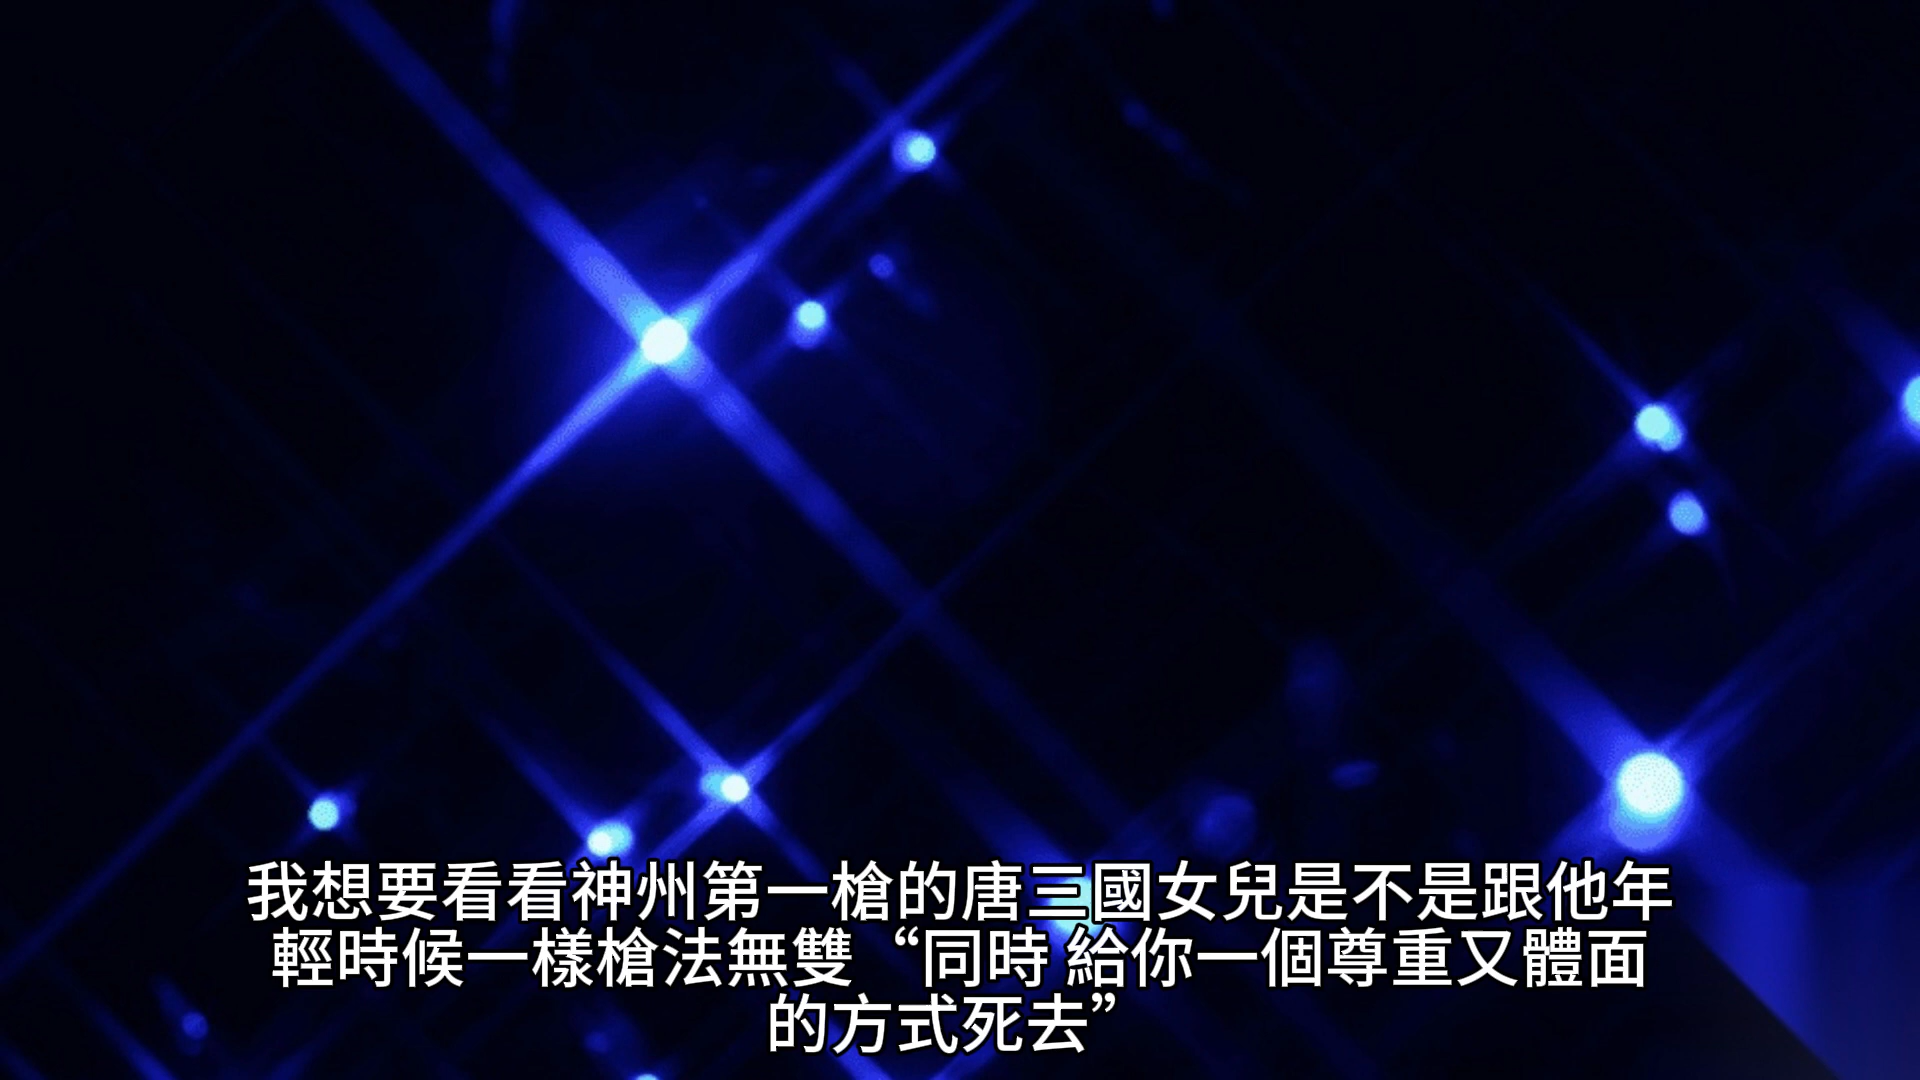 我想要看看神州第一槍的唐三國女兒是不是跟他年
輕時候一樣槍法無雙“同時 給你一個尊重又體面
的方式死去”